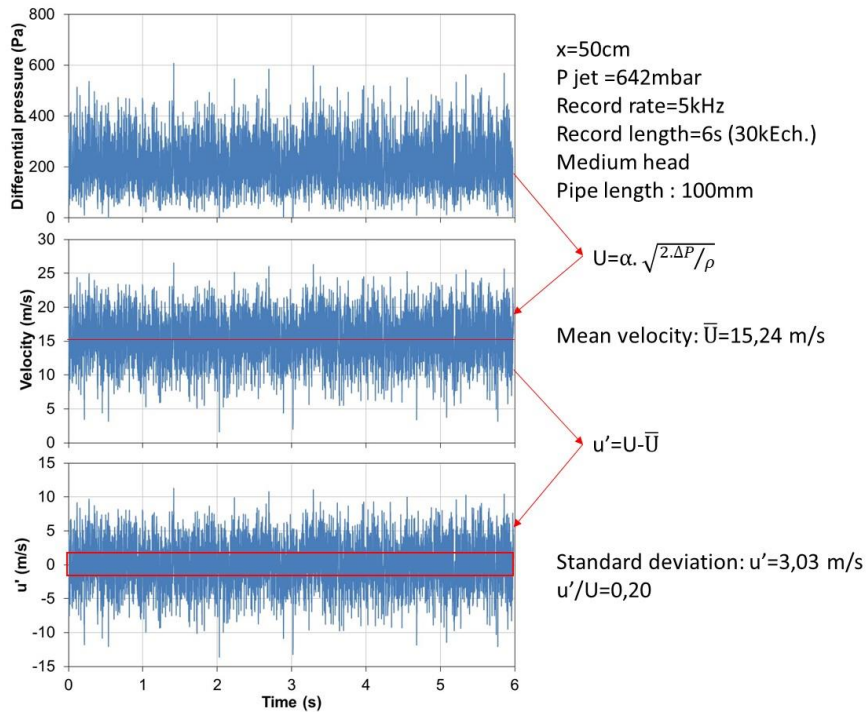 800
600
400
200
0
Differential pressure (Pa)
30
25
20
15
10
5
0
Velocity (m/s)
15
10
5
0
-5
-10
-15
u' (m/s)
0 1 2 3 4 5 6
Time (s)
x=50cm
P jet =642mbar
Record rate=5kHz
Record length=6s (30kEch.)
Medium head
Pipe length : 100mm
U=α. √2.ΔP/ρ
Mean velocity: U̅=15,24 m/s
u’=U-U̅
Standard deviation: u’=3,03 m/s
u’/U=0,20